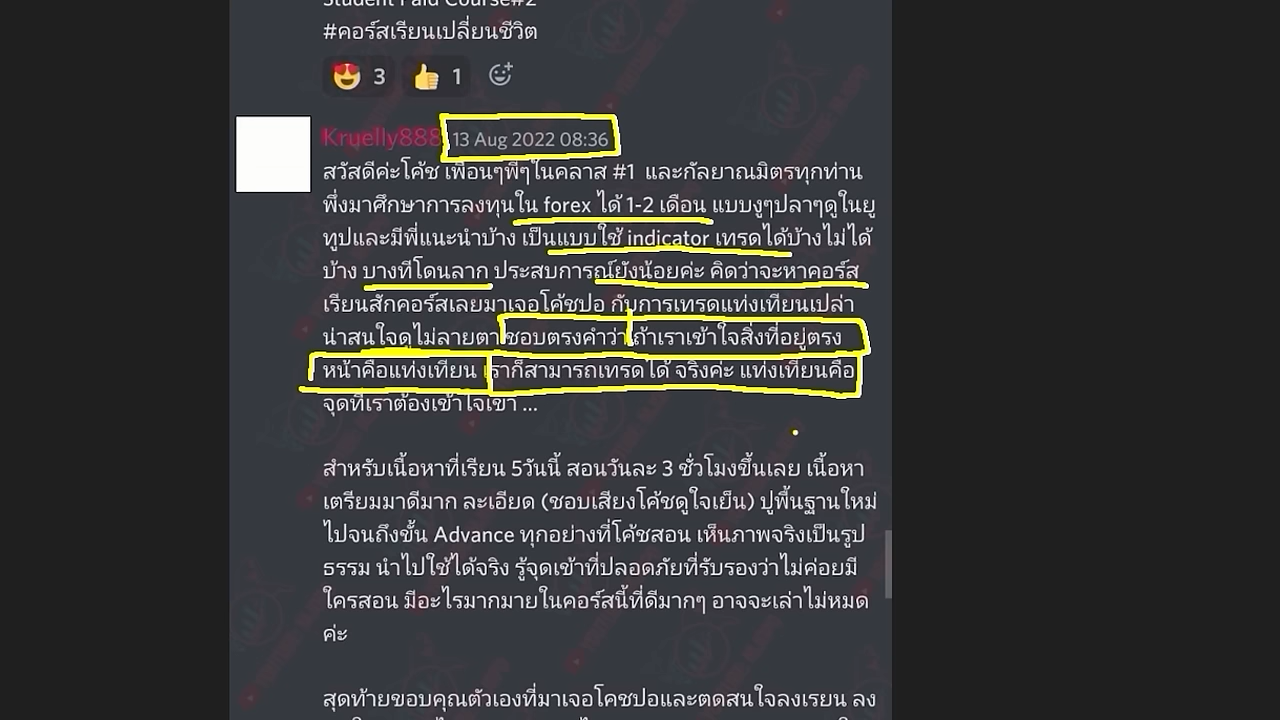 Student Paid Course#2
#คอร์สเรียนเปลี่ยนชีวิต
3 1
Kruelly888 13 Aug 2022 08:36
สวัสดีค่ะโค้ช เพื่อนๆพี่ๆในคลาส #1 และกัลยาณมิตรทุกท่าน
พึ่งมาศึกษาการลงทุนใน forex ได้ 1-2 เดือน แบบงูๆปลาๆดูในยู
ทูปและมีพี่แนะนำบ้าง เป็นแบบใช้ indicator เทรดได้บ้างไม่ได้
บ้าง บางทีโดนลาก ประสบการณ์ยังน้อยค่ะ คิดว่าจะหาคอร์ส
เรียนสักคอร์สเลยมาเจอโค้ชปอ กับการเทรดแท่งเทียนเปล่า
น่าสนใจดูไม่ลายตา ชอบตรงคำว่า ถ้าเราเข้าใจสิ่งที่อยู่ตรง
หน้าคือแท่งเทียน เราก็สามารถเทรดได้ จริงค่ะ แท่งเทียนคือ
จุดที่เราต้องเข้าใจเขา ...
สำหรับเนื้อหาที่เรียน 5วันนี้ สอนวันละ 3 ชั่วโมงขึ้นเลย เนื้อหา
เตรียมมาดีมาก ละเอียด (ชอบเสียงโค้ชดูใจเย็น) ปูพื้นฐานใหม่
ไปจนถึงขั้น Advance ทุกอย่างที่โค้ชสอน เห็นภาพจริงเป็นรูป
ธรรม นำไปใช้ได้จริง รู้จุดเข้าที่ปลอดภัยที่รับรองว่าไม่ค่อยมี
ใครสอน มีอะไรมากมายในคอร์สนี้ที่ดีมากๆ อาจจะเล่าไม่หมด
ค่ะ
สุดท้ายขอบคุณตัวเองที่มาเจอโค้ชปอและตัดสินใจลงเรียน ลง